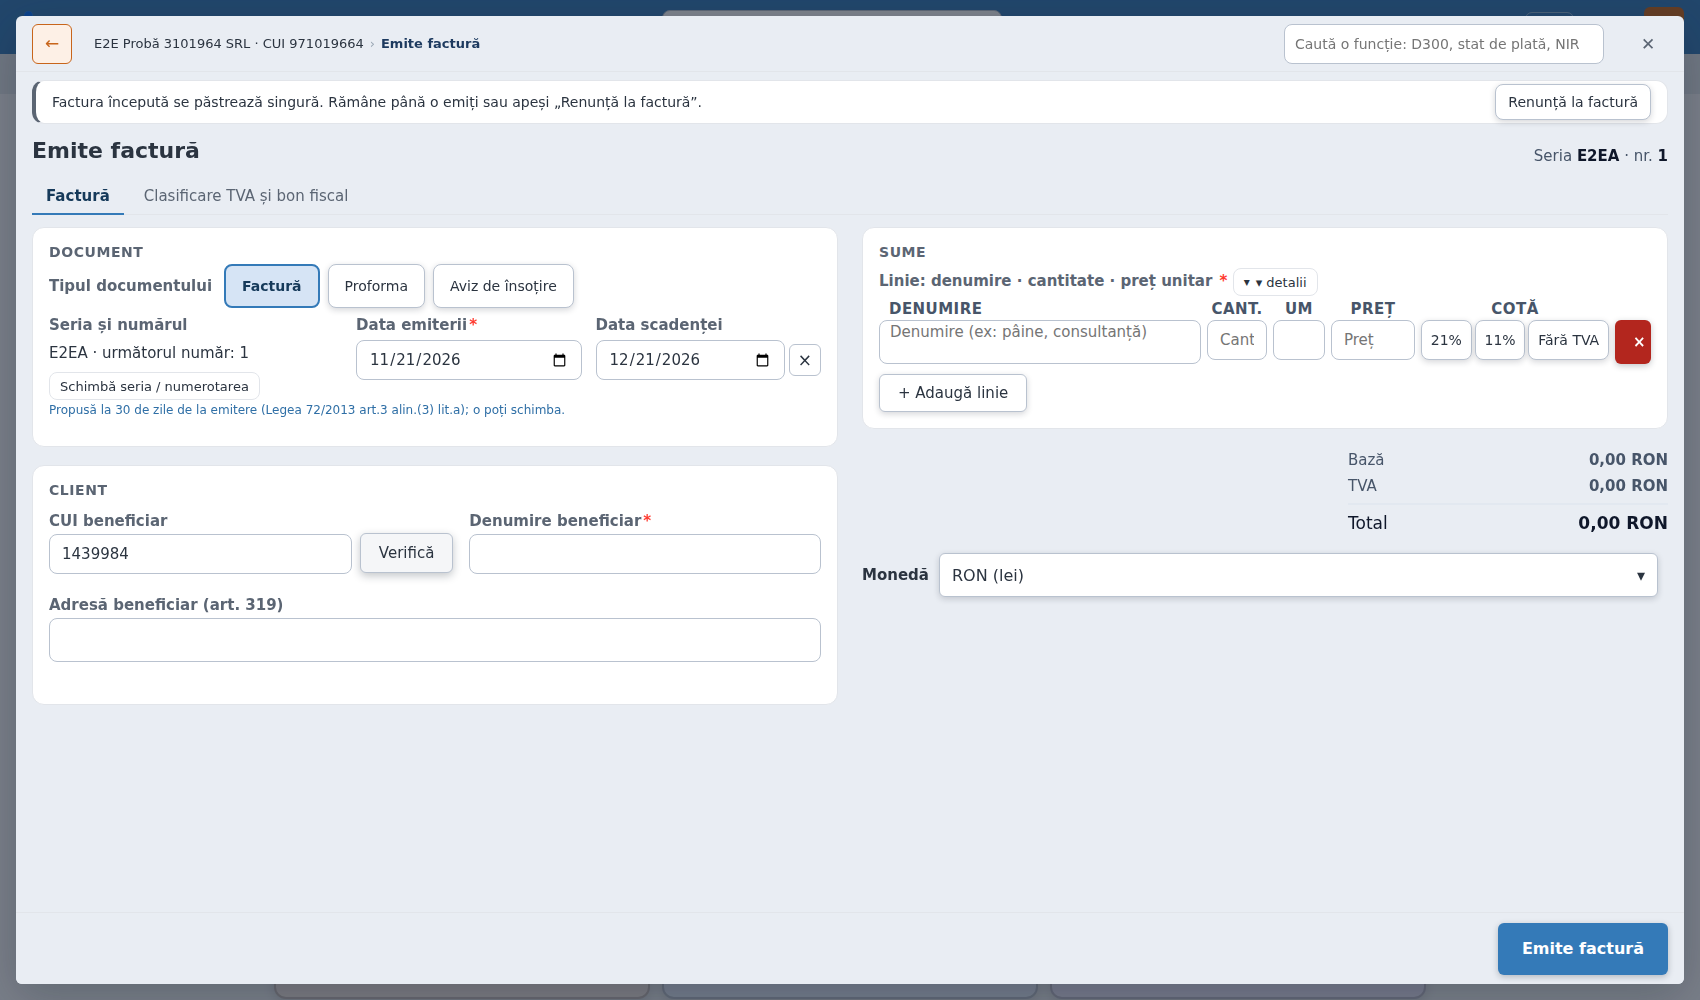 ←
E2E Probă 3101964 SRL · CUI 971019664 › Emite factură
Caută o funcție: D300, stat de plată, NIR
✕
Factura începută se păstrează singură. Rămâne până o emiți sau apeși „Renunță la factură”.
Renunță la factură
Emite factură
Seria E2EA · nr. 1
Factură
Clasificare TVA și bon fiscal
DOCUMENT
Tipul documentului
Factură
Proforma
Aviz de însoțire
Seria și numărul
Data emiterii*
Data scadenței
E2EA · următorul număr: 1
11/21/2026
12/21/2026
×
Schimbă seria / numerotarea
Propusă la 30 de zile de la emitere (Legea 72/2013 art.3 alin.(3) lit.a); o poți schimba.
CLIENT
CUI beneficiar
Denumire beneficiar*
1439984
Verifică
Adresă beneficiar (art. 319)
SUME
Linie: denumire · cantitate · preț unitar *
▾ ▾ detalii
DENUMIRE
CANT.
UM
PREȚ
COTĂ
Denumire (ex: pâine, consultanță)
Cant
Preț
21%
11%
Fără TVA
×
+ Adaugă linie
Bază
0,00 RON
TVA
0,00 RON
Total
0,00 RON
Monedă
RON (lei)
▾
Emite factură